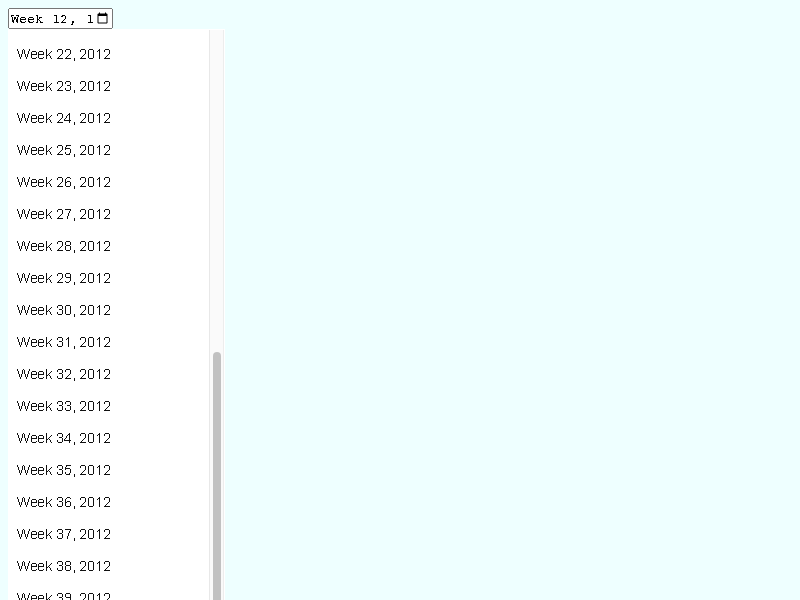 Week 12, 1
Week 22, 2012
Week 23, 2012
Week 24, 2012
Week 25, 2012
Week 26, 2012
Week 27, 2012
Week 28, 2012
Week 29, 2012
Week 30, 2012
Week 31, 2012
Week 32, 2012
Week 33, 2012
Week 34, 2012
Week 35, 2012
Week 36, 2012
Week 37, 2012
Week 38, 2012
Week 39, 2012